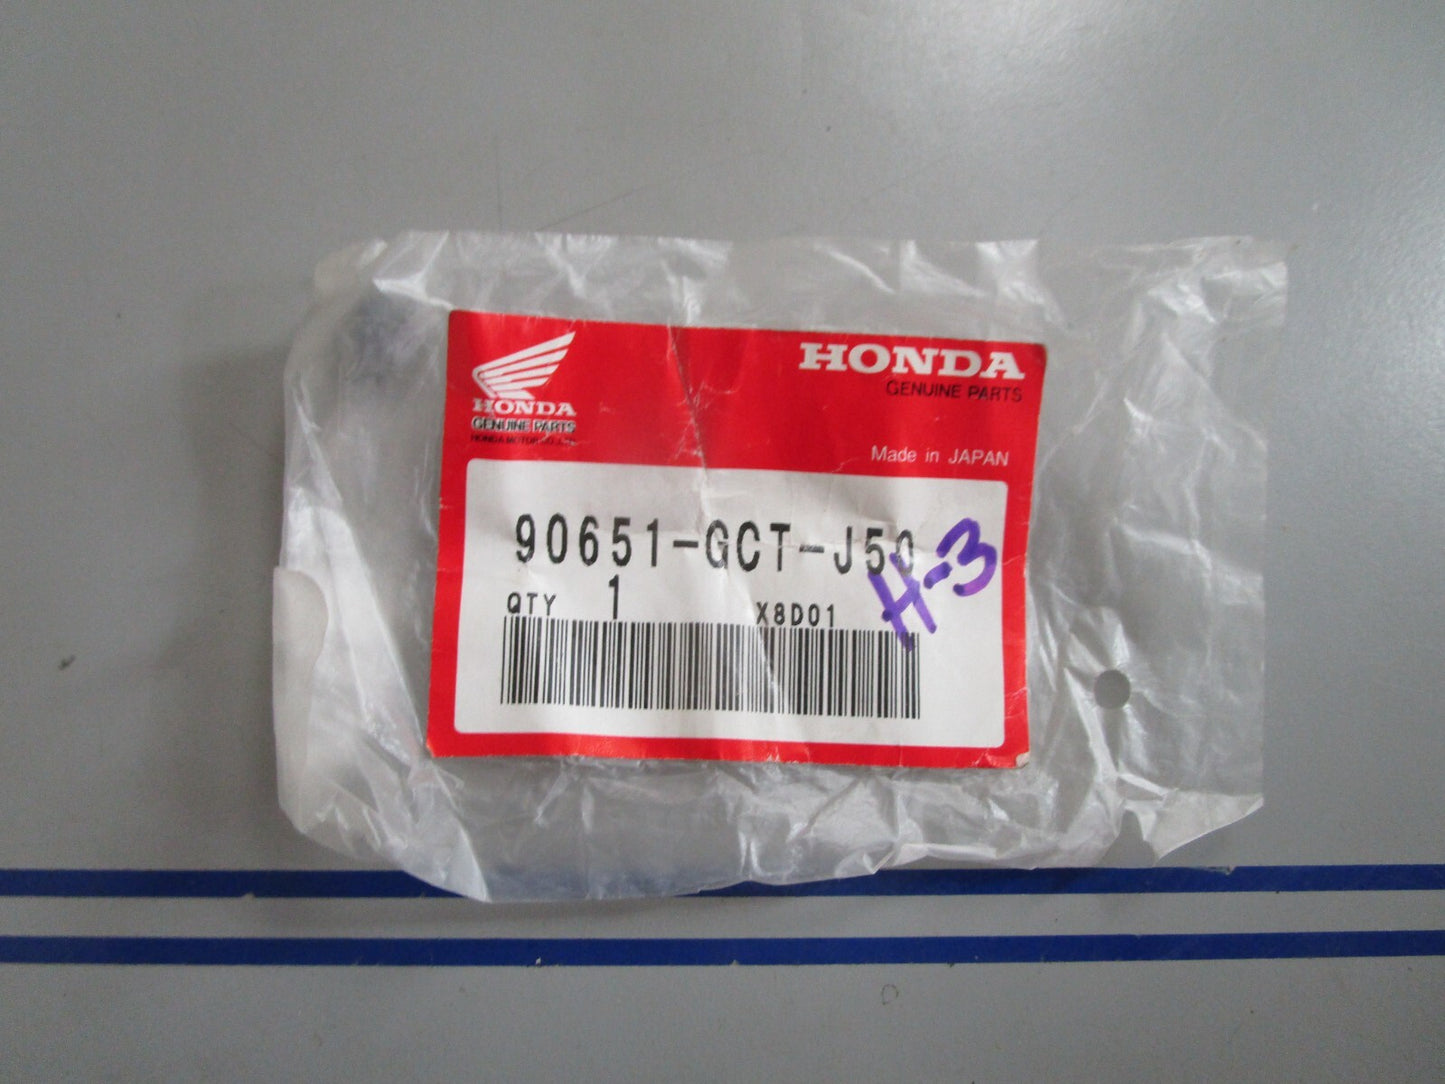 HONDA
GENUINE PARTS
HONDA MOTOR CO.,
HONDA
GENUINE PARTS
Made in JAPAN
90651-GCT-J50
H-3
QTY 1 X8D01